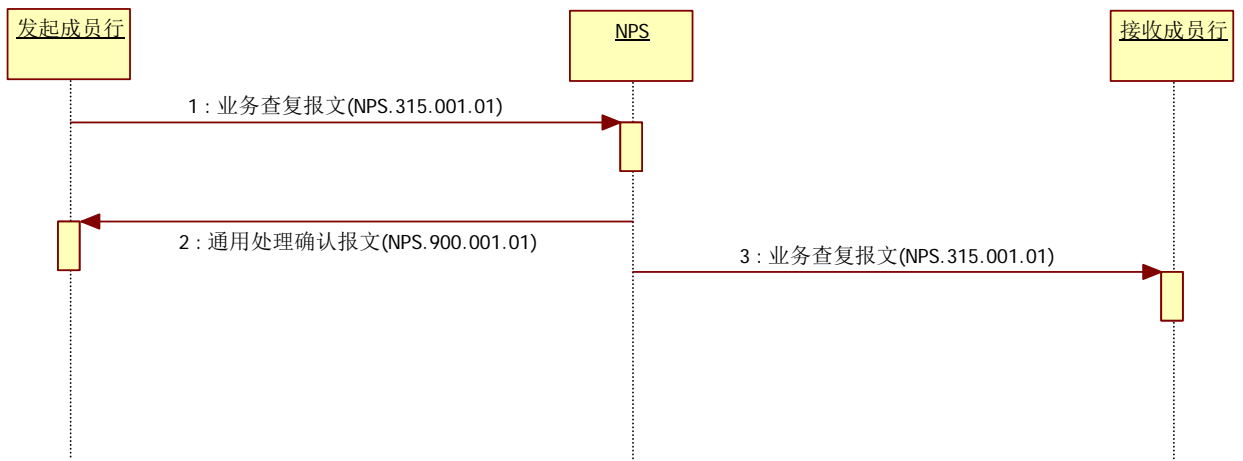 发起成员行
NPS
接收成员行
1 : 业务查复报文(NPS.315.001.01)
2 : 通用处理确认报文(NPS.900.001.01)
3 : 业务查复报文(NPS.315.001.01)